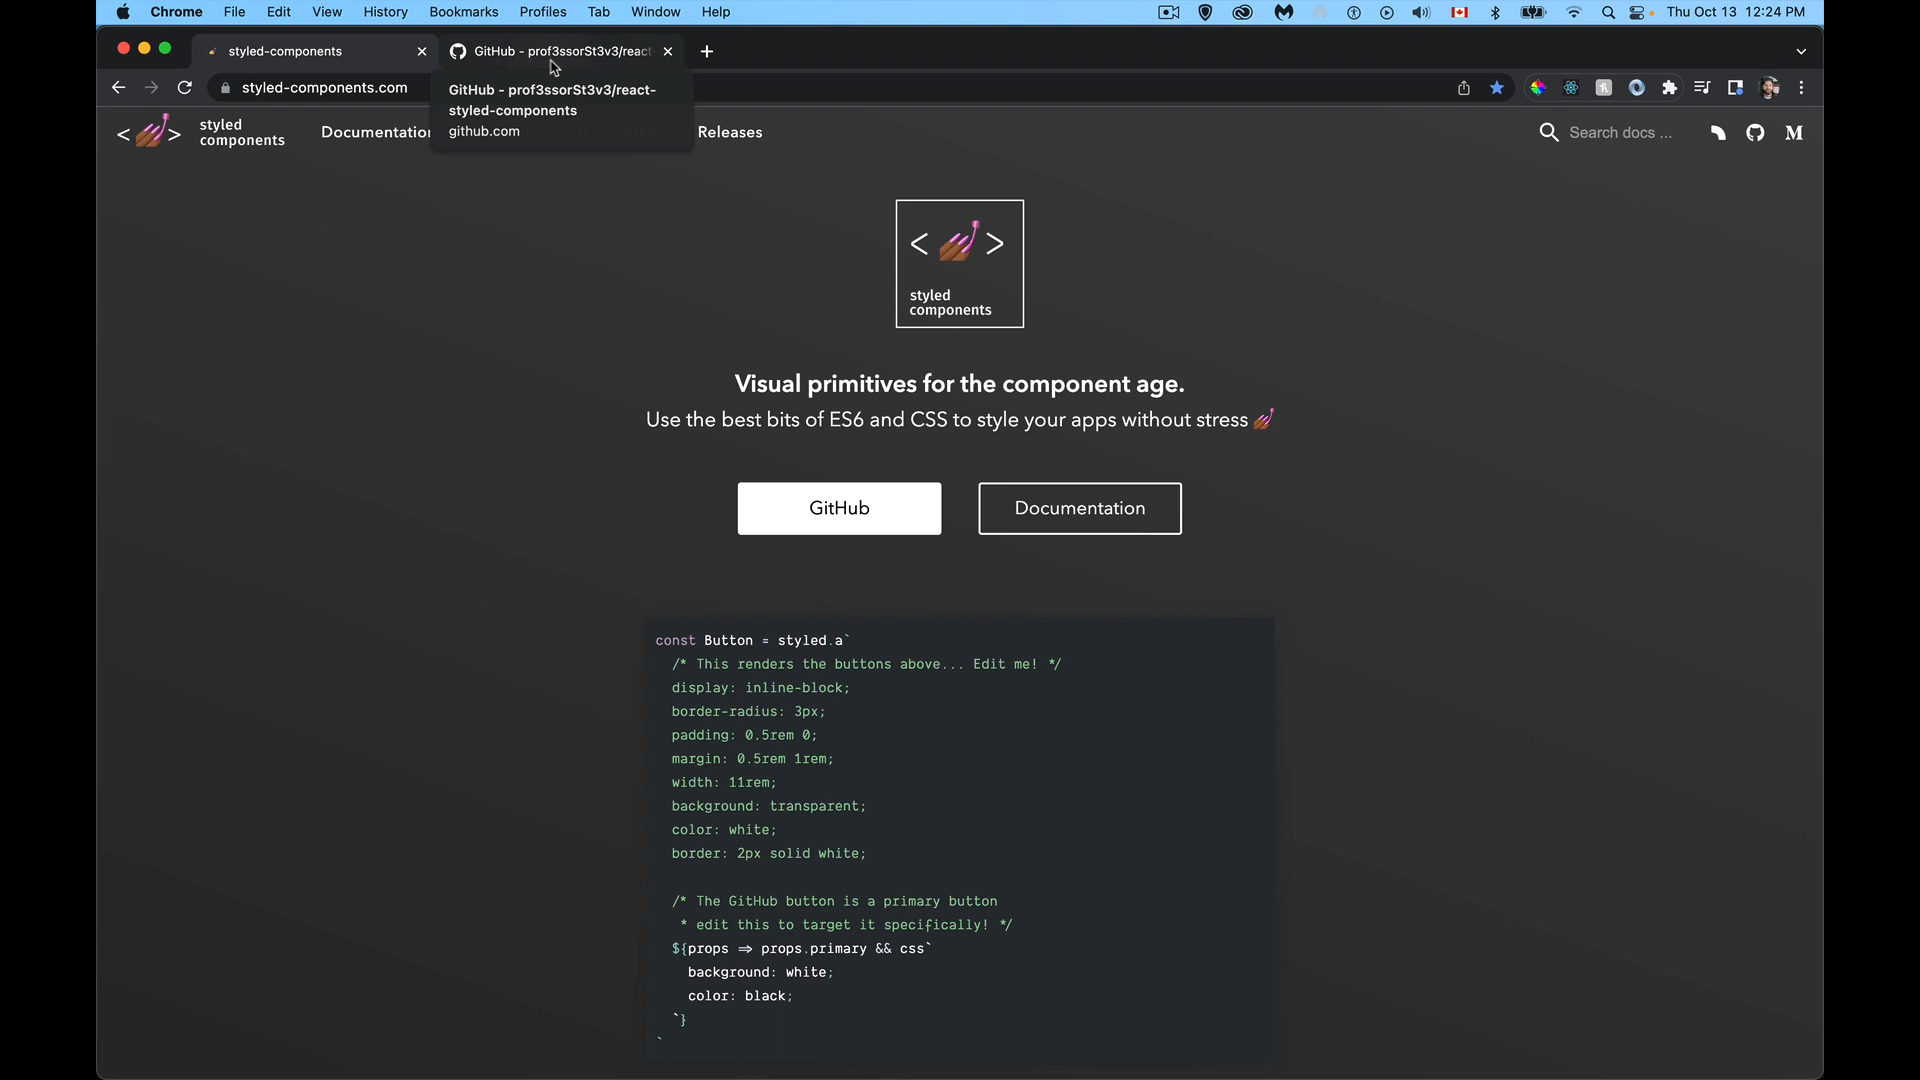 Chrome File Edit View History Bookmarks Profiles Tab Window Help Thu Oct 13 12:24 PM
styled-components GitHub - prof3ssorSt3v3/react
styled-components.com
GitHub - prof3ssorSt3v3/react-
styled-components
github.com
styled
components
Documentation Releases Search docs ...
styled
components
Visual primitives for the component age.
Use the best bits of ES6 and CSS to style your apps without stress 💅🏾
GitHub Documentation
const Button = styled.a`
/* This renders the buttons above... Edit me! */
display: inline-block;
border-radius: 3px;
padding: 0.5rem 0;
margin: 0.5rem 1rem;
width: 11rem;
background: transparent;
color: white;
border: 2px solid white;
/* The GitHub button is a primary button
* edit this to target it specifically! */
${props => props.primary && css`
background: white;
color: black;
`}
`